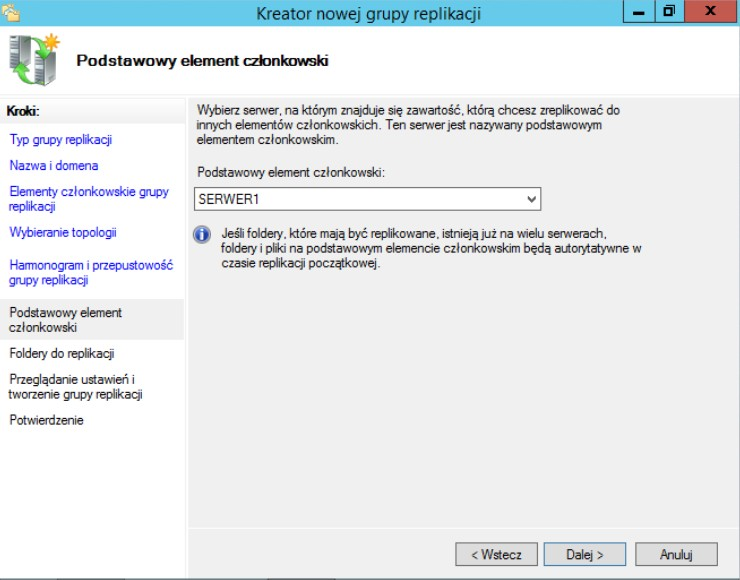 Kreator nowej grupy replikacji
Podstawowy element członkowski
Kroki:
Typ grupy replikacji
Nazwa i domena
Elementy członkowskie grupy
replikacji
Wybieranie topologii
Harmonogram i przepustowość
grupy replikacji
Podstawowy element
członkowski
Foldery do replikacji
Przeglądanie ustawień i
tworzenie grupy replikacji
Potwierdzenie
Wybierz serwer, na którym znajduje się zawartość, którą chcesz zreplikować do
innych elementów członkowskich. Ten serwer jest nazywany podstawowym
elementem członkowskim.
Podstawowy element członkowski:
SERWER1
Jeśli foldery, które mają być replikowane, istnieją już na wielu serwerach,
foldery i pliki na podstawowym elemencie członkowskim będą autorytatywne w
czasie replikacji początkowej.
< Wstecz
Dalej >
Anuluj